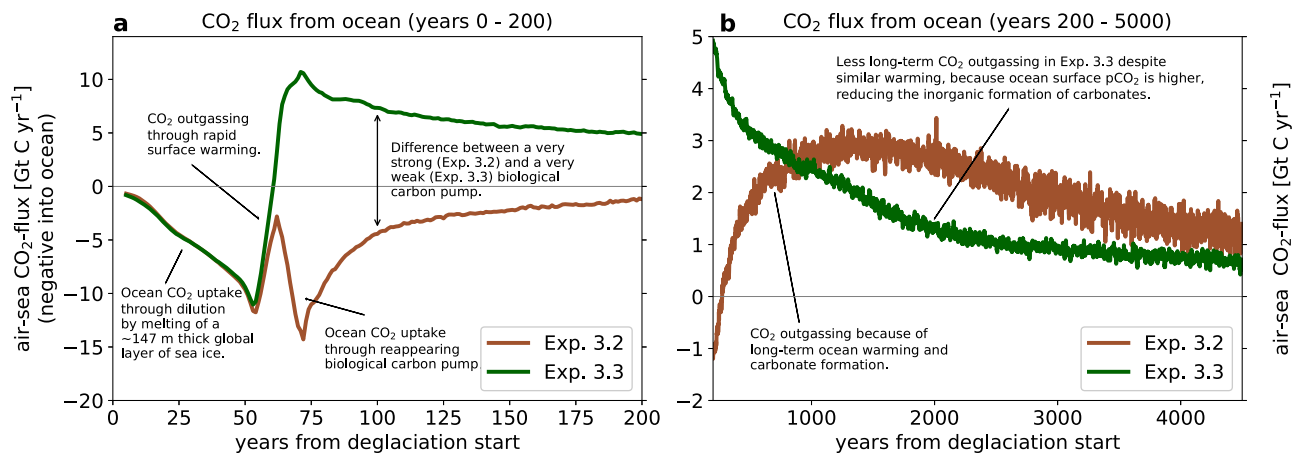 a
CO₂ flux from ocean (years 0 - 200)
air-sea CO₂-flux [Gt C yr⁻¹]
(negative into ocean)
10
5
0
−5
−10
−15
−20
CO₂ outgassing
through rapid
surface warming.
Difference between a very
strong (Exp. 3.2) and a very
weak (Exp. 3.3) biological
carbon pump.
Ocean CO₂ uptake
through dilution
by melting of a
~147 m thick global
layer of sea ice.
Ocean CO₂ uptake
through reappearing
biological carbon pump
Exp. 3.2
Exp. 3.3
0 25 50 75 100 125 150 175 200
years from deglaciation start
b
CO₂ flux from ocean (years 200 - 5000)
5
4
3
2
1
0
−1
−2
Less long-term CO₂ outgassing in Exp. 3.3 despite
similar warming, because ocean surface pCO₂ is higher,
reducing the inorganic formation of carbonates.
CO₂ outgassing because of
long-term ocean warming and
carbonate formation.
Exp. 3.2
Exp. 3.3
1000 2000 3000 4000
years from deglaciation start
air-sea CO₂-flux [Gt C yr⁻¹]